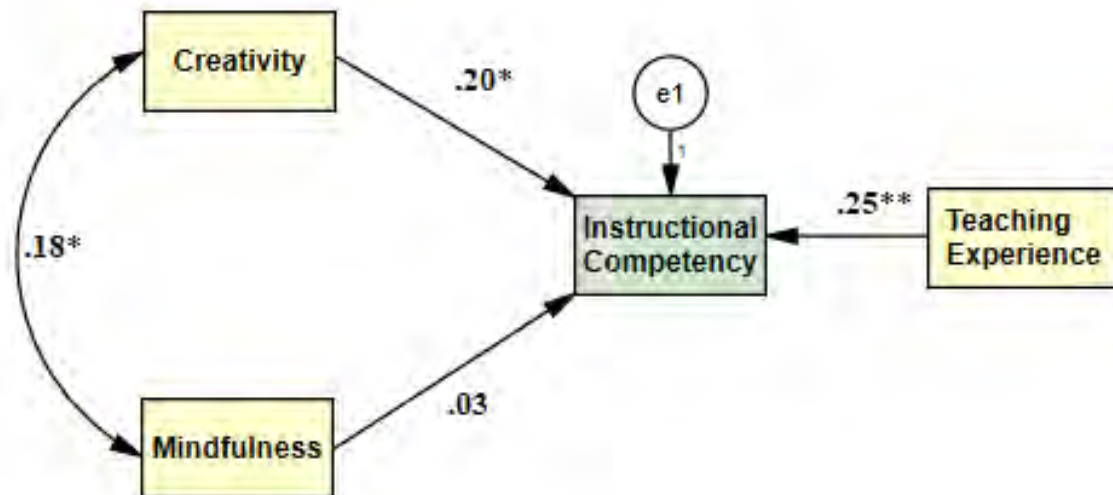 Creativity
.20*
e1
1
.25**
Instructional
Competency
Teaching
Experience
.18*
.03
Mindfulness